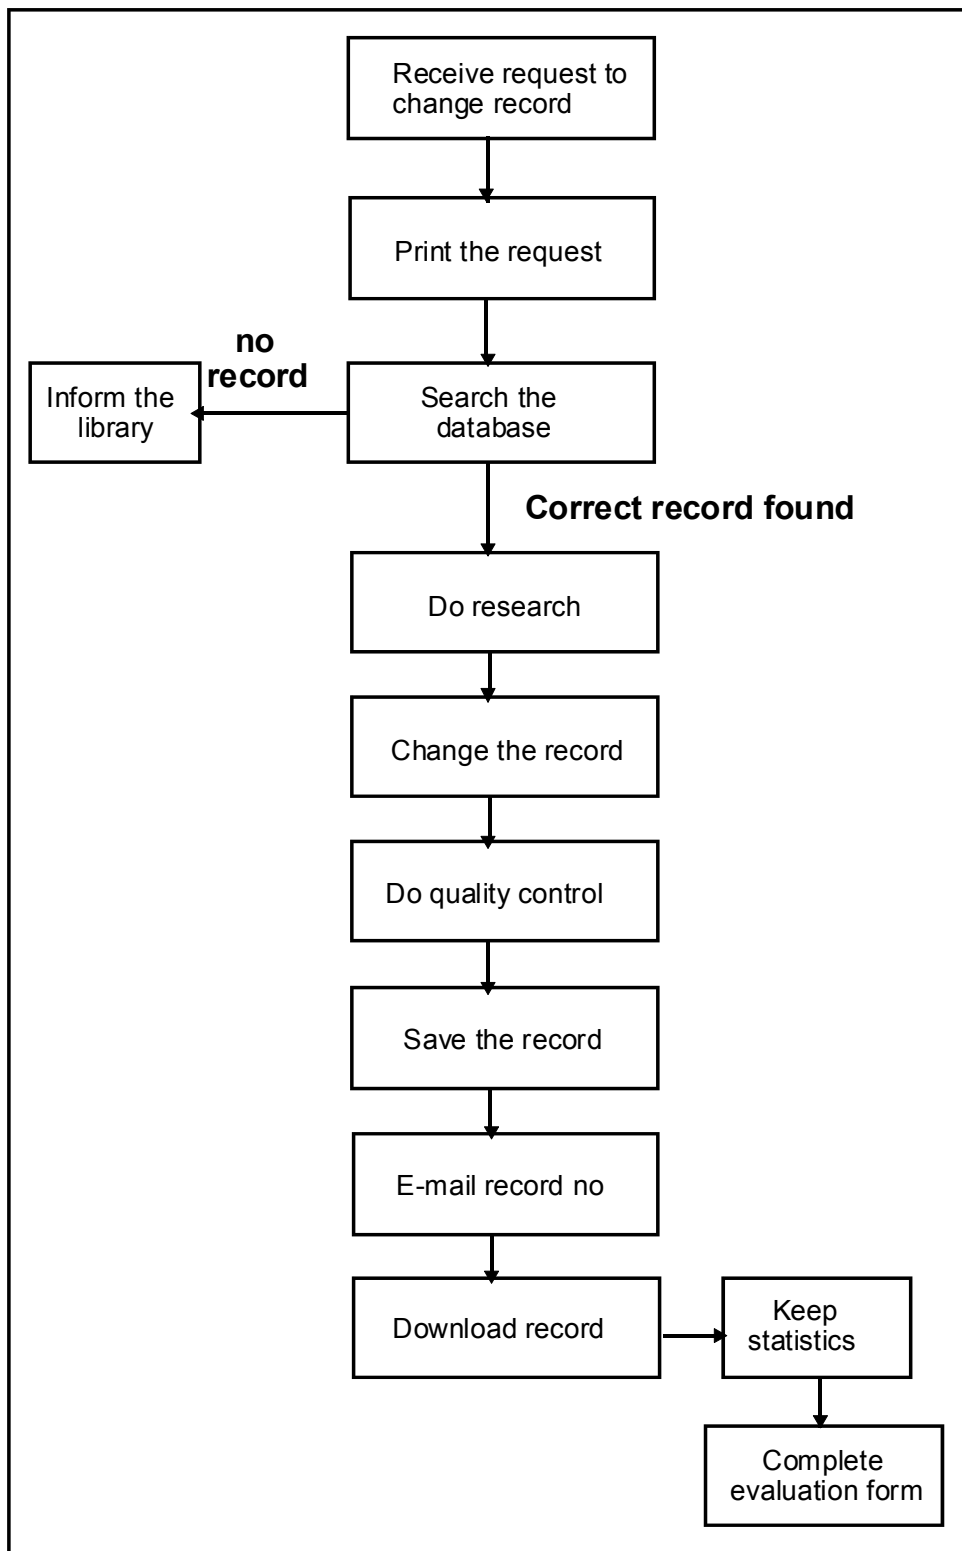 Receive request to
change record
Print the request
no
record
Inform the
library
Search the
database
Correct record found
Do research
Change the record
Do quality control
Save the record
E-mail record no
Download record
Keep
statistics
Complete
evaluation form